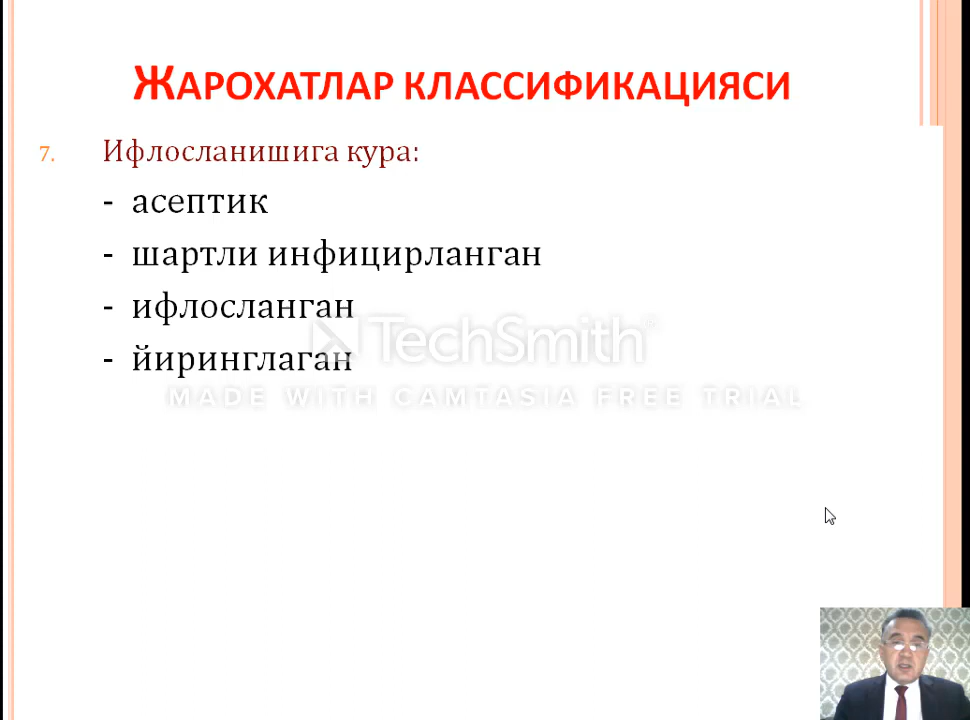 ЖАРОХАТЛАР КЛАССИФИКАЦИЯСИ
7. Ифлосланишига кура:
- асептик
- шартли инфицирланган
- ифлосланган
- йиринглаган
TechSmith
MADE WITH CAMTASIA FREE TRIAL